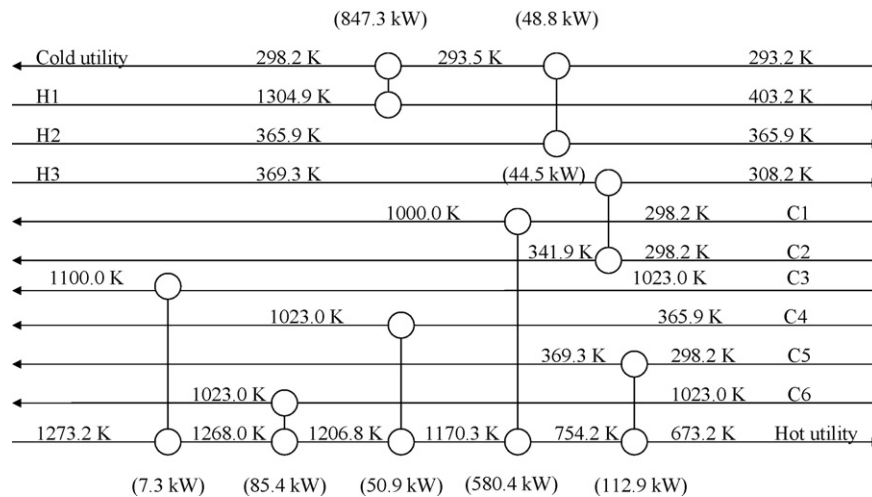 (847.3 kW) (48.8 kW)
Cold utility 298.2 K 293.5 K 293.2 K
H1 1304.9 K 403.2 K
H2 365.9 K 365.9 K
H3 369.3 K (44.5 kW) 308.2 K
1000.0 K 298.2 K C1
341.9 K 298.2 K C2
1100.0 K 1023.0 K C3
1023.0 K 365.9 K C4
369.3 K 298.2 K C5
1023.0 K 1023.0 K C6
1273.2 K 1268.0 K 1206.8 K 1170.3 K 754.2 K 673.2 K Hot utility
(7.3 kW) (85.4 kW) (50.9 kW) (580.4 kW) (112.9 kW)